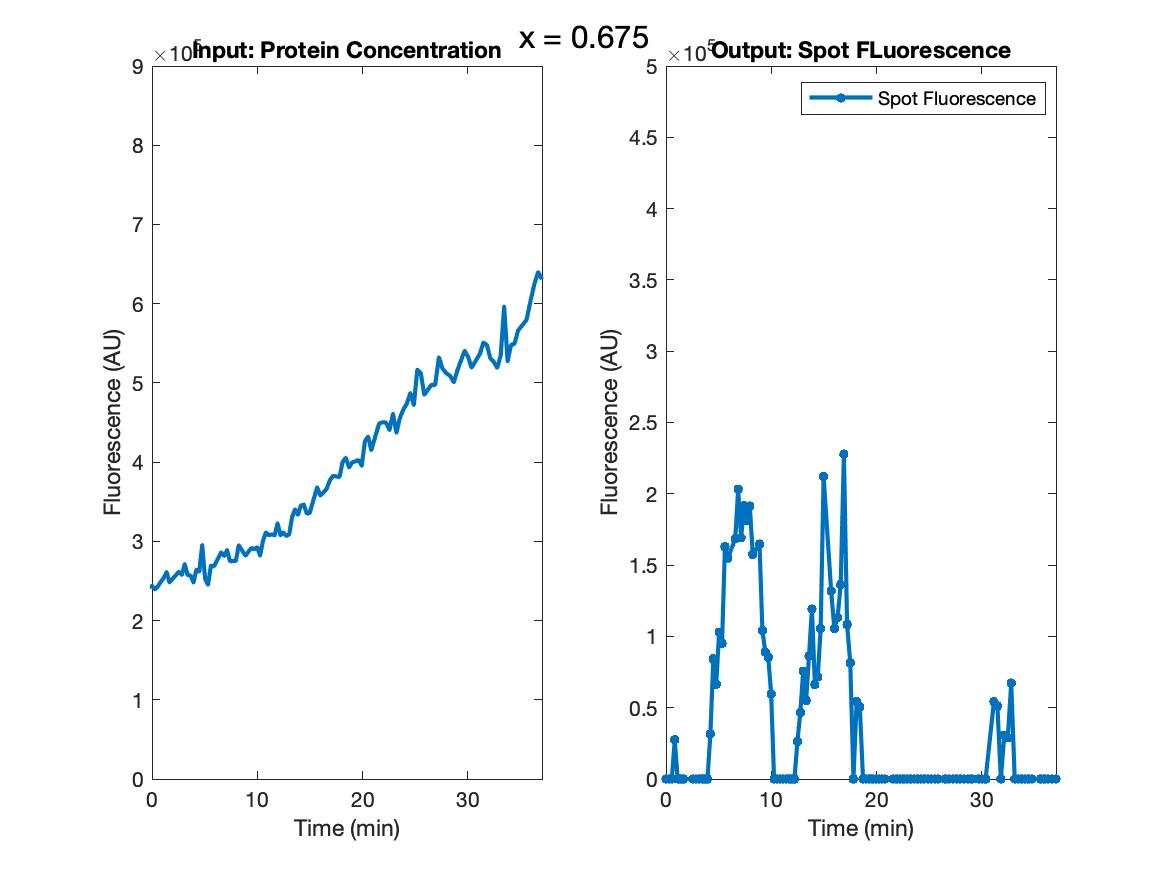 x = 0.675
×10⁵
Input: Protein Concentration
9
8
7
6
5
4
3
2
1
0
Fluorescence (AU)
0 10 20 30
Time (min)
×10⁵
Output: Spot FLuorescence
Spot Fluorescence
5
4.5
4
3.5
3
2.5
2
1.5
1
0.5
0
Fluorescence (AU)
0 10 20 30
Time (min)